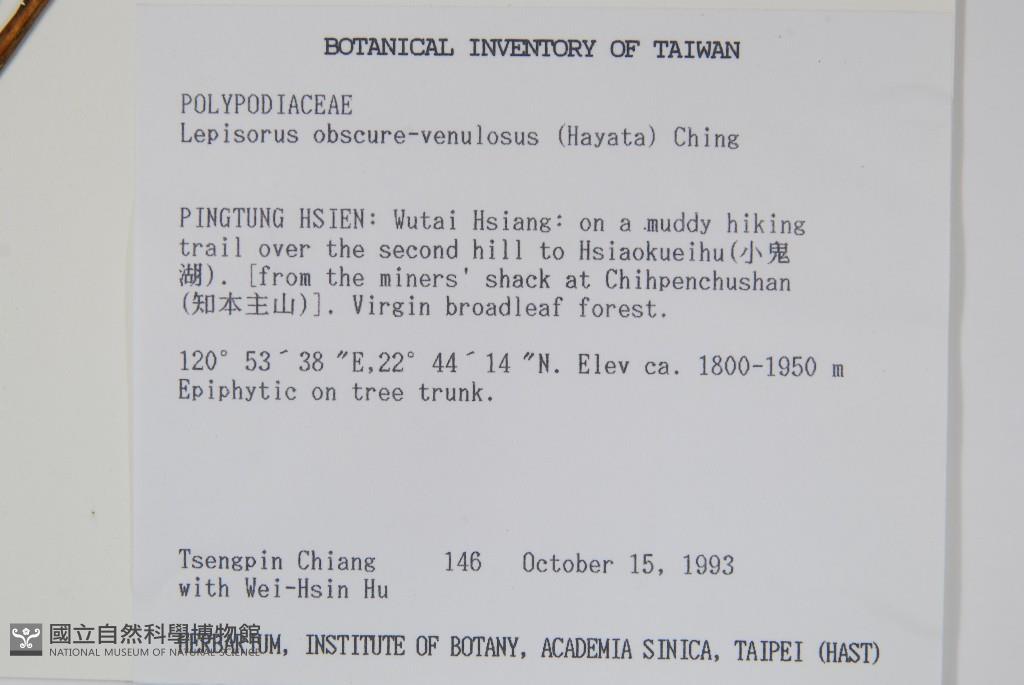 BOTANICAL INVENTORY OF TAIWAN
POLYPODIACEAE
Lepisorus obscure-venulosus (Hayata) Ching
PINGTUNG HSIEN: Wutai Hsiang: on a muddy hiking
trail over the second hill to Hsiaokueihu(小鬼
湖). [from the miners' shack at Chihpenchushan
(知本主山)]. Virgin broadleaf forest.
120° 53´ 38 ″E,22° 44´ 14 ″N. Elev ca. 1800-1950 m
Epiphytic on tree trunk.
Tsengpin Chiang 146 October 15, 1993
with Wei-Hsin Hu
HERBARIUM, INSTITUTE OF BOTANY, ACADEMIA SINICA, TAIPEI (HAST)
國立自然科學博物館
NATIONAL MUSEUM OF NATURAL SCIENCE